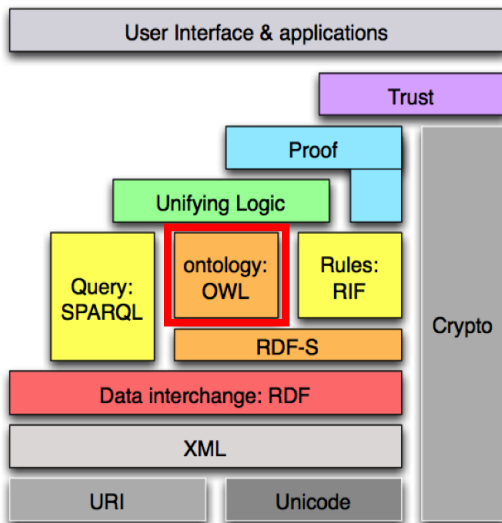 User Interface & applications
Trust
Proof
Unifying Logic
Query:
SPARQL
ontology:
OWL
Rules:
RIF
Crypto
RDF-S
Data interchange: RDF
XML
URI
Unicode